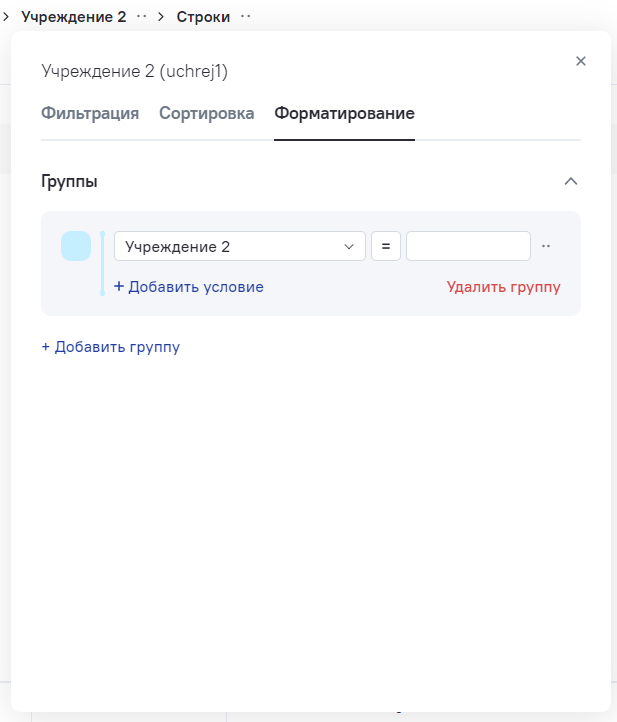 Учреждение 2 ·· > Строки ··
Учреждение 2 (uchrej1)
Фильтрация Сортировка Форматирование
Группы
Учреждение 2 =
+ Добавить условие Удалить группу
+ Добавить группу